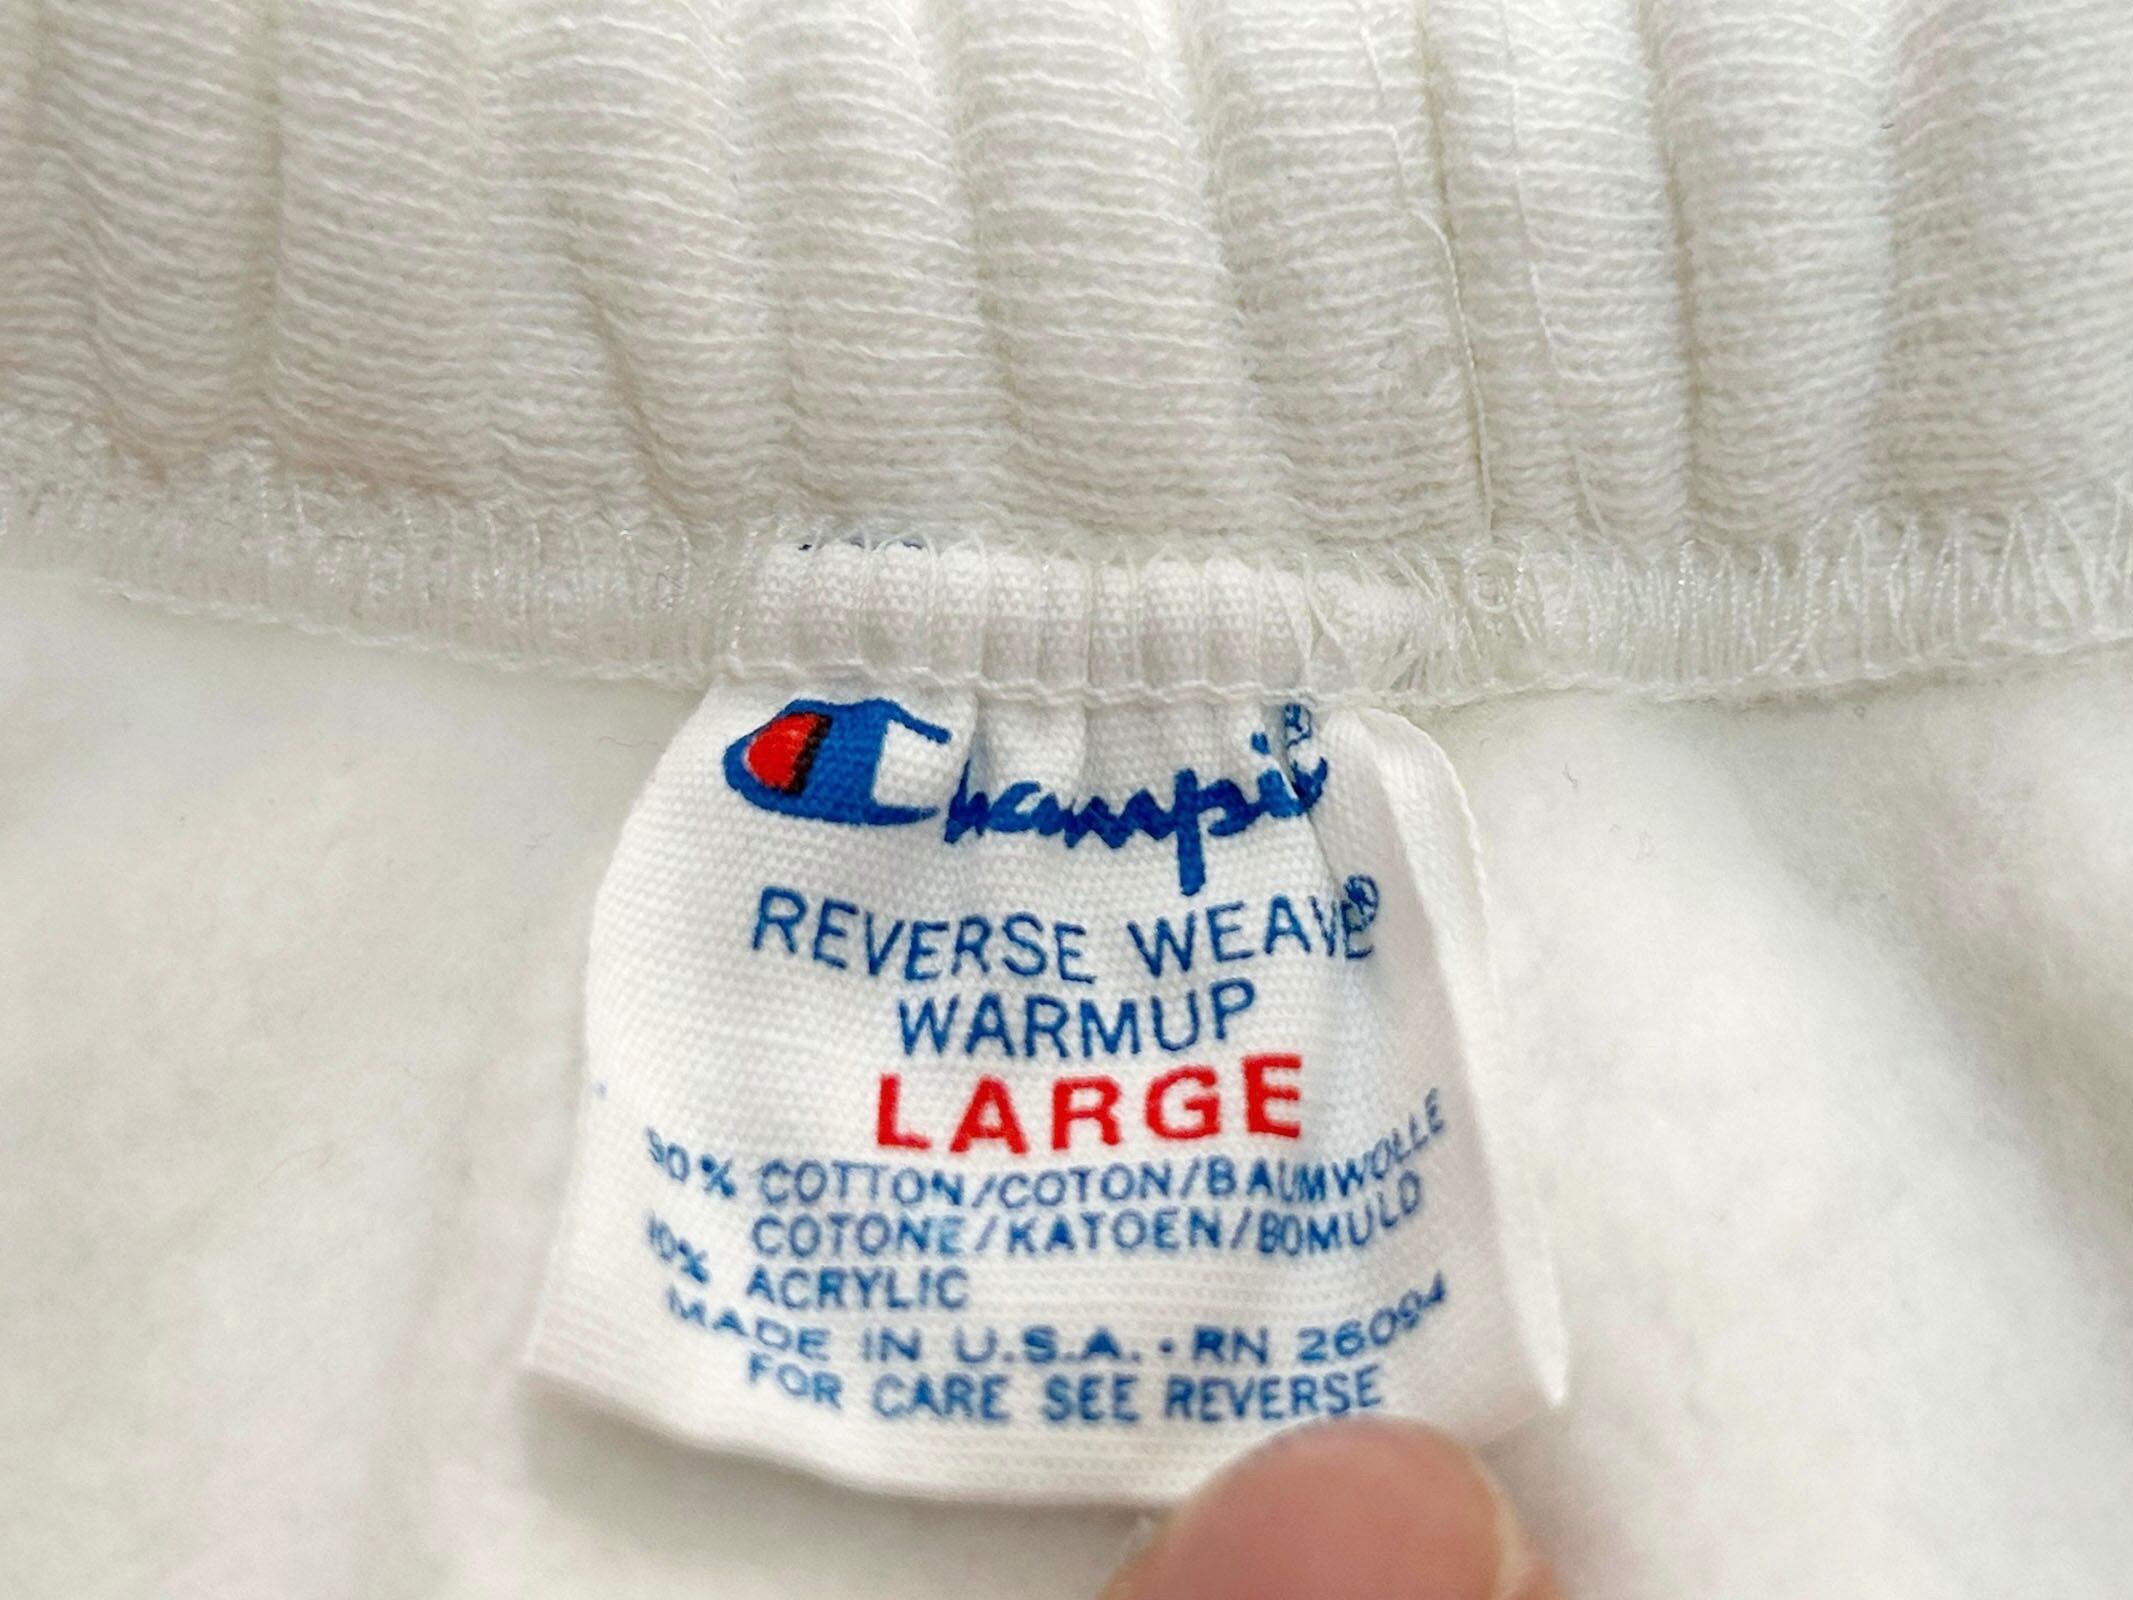 Champio®
REVERSE WEAVE®
WARMUP
LARGE
90% COTTON/COTON/BAUMWOLLE
COTONE/KATOEN/BOMULD
10% ACRYLIC
MADE IN U.S.A. • RN 26094
FOR CARE SEE REVERSE